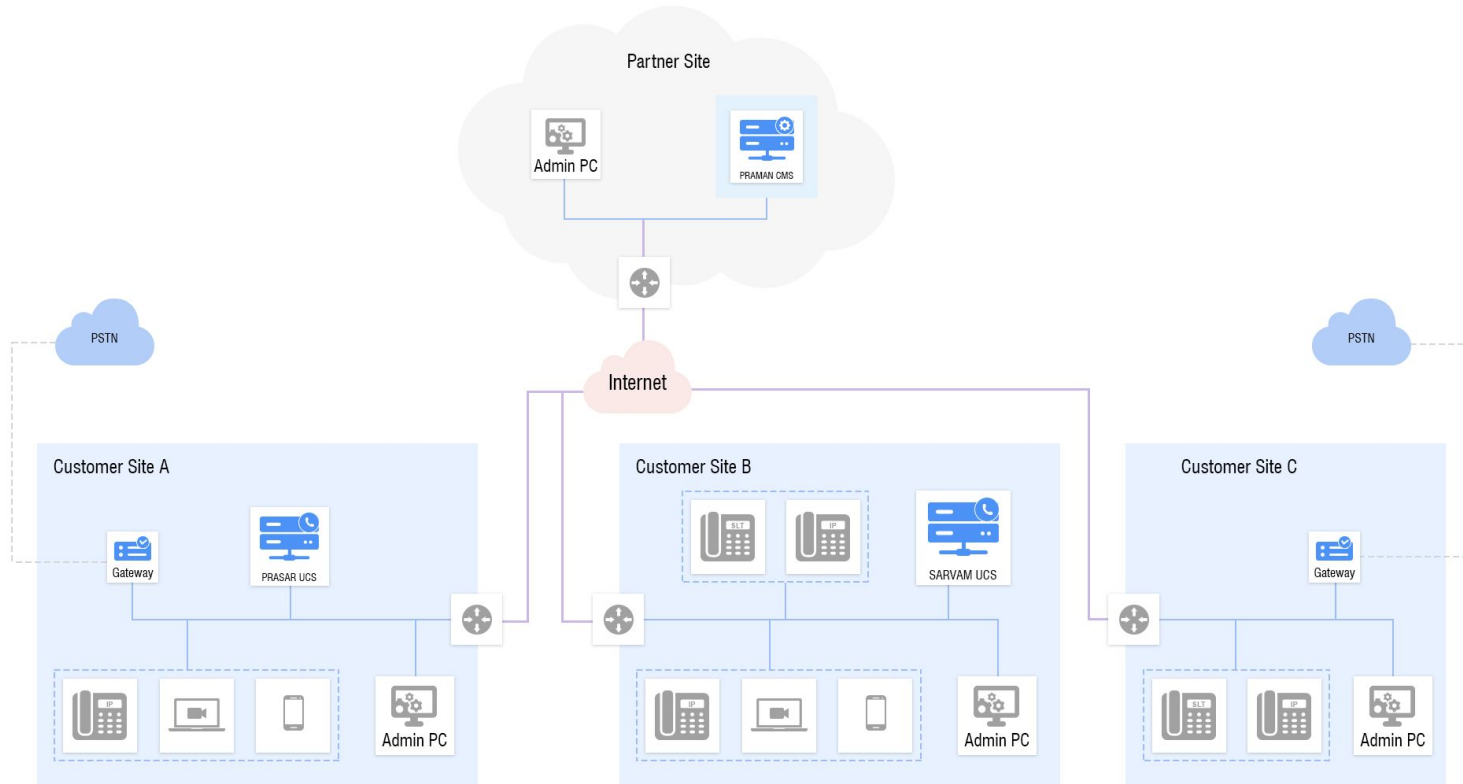 Partner Site
Admin PC
PRAMAN CMS
PSTN
PSTN
Internet
Customer Site A
Gateway
PRASAR UCS
IP
Admin PC
Customer Site B
SLT
IP
SARVAM UCS
IP
Admin PC
Customer Site C
Gateway
SLT
IP
Admin PC